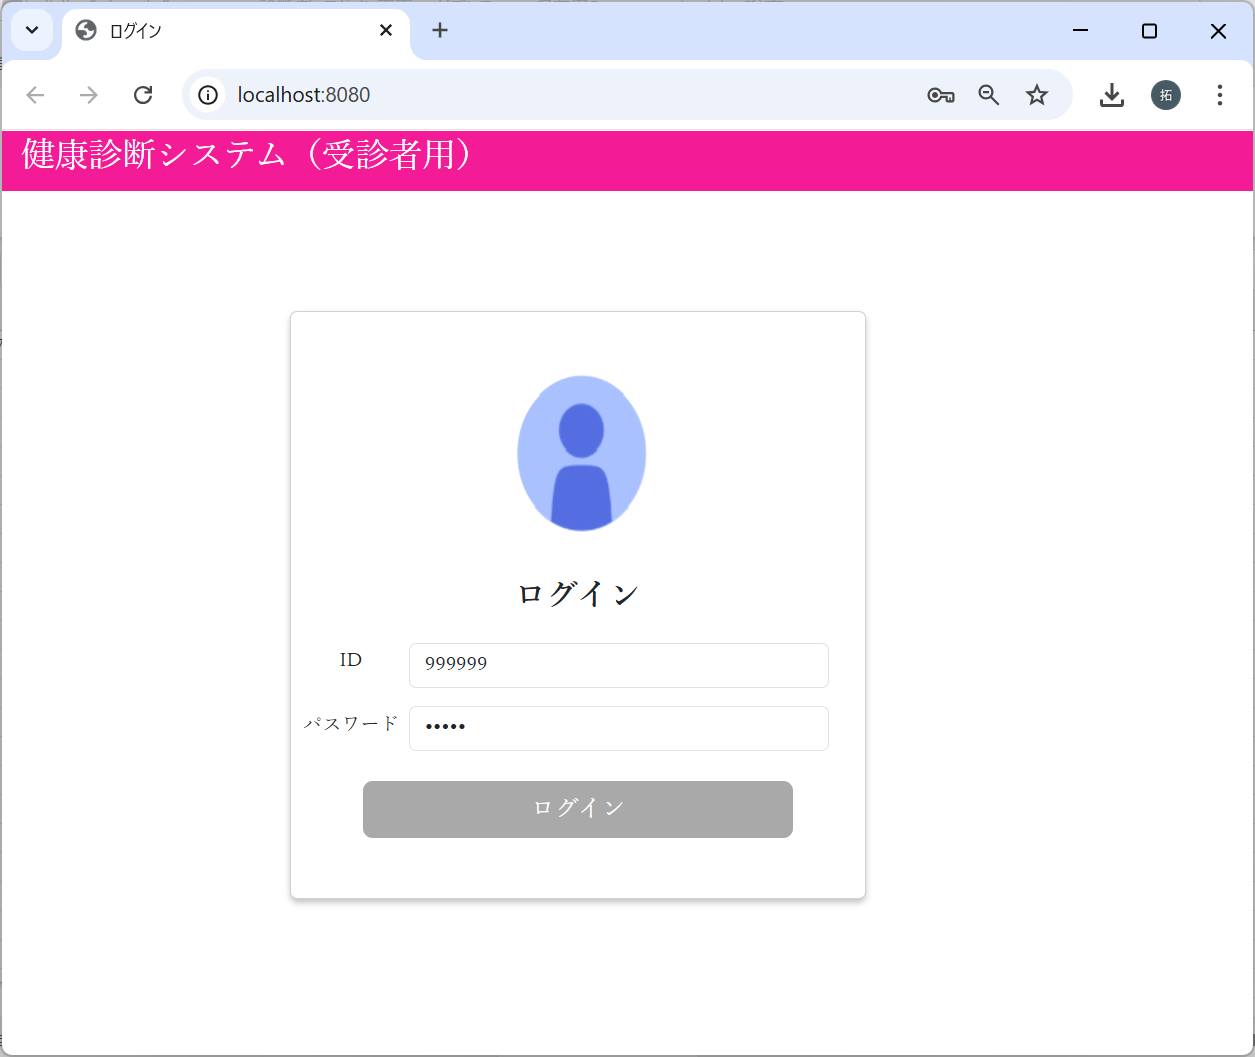 ログイン
localhost:8080
拓
健康診断システム（受診者用）
ログイン
ID
999999
パスワード
•••••
ログイン